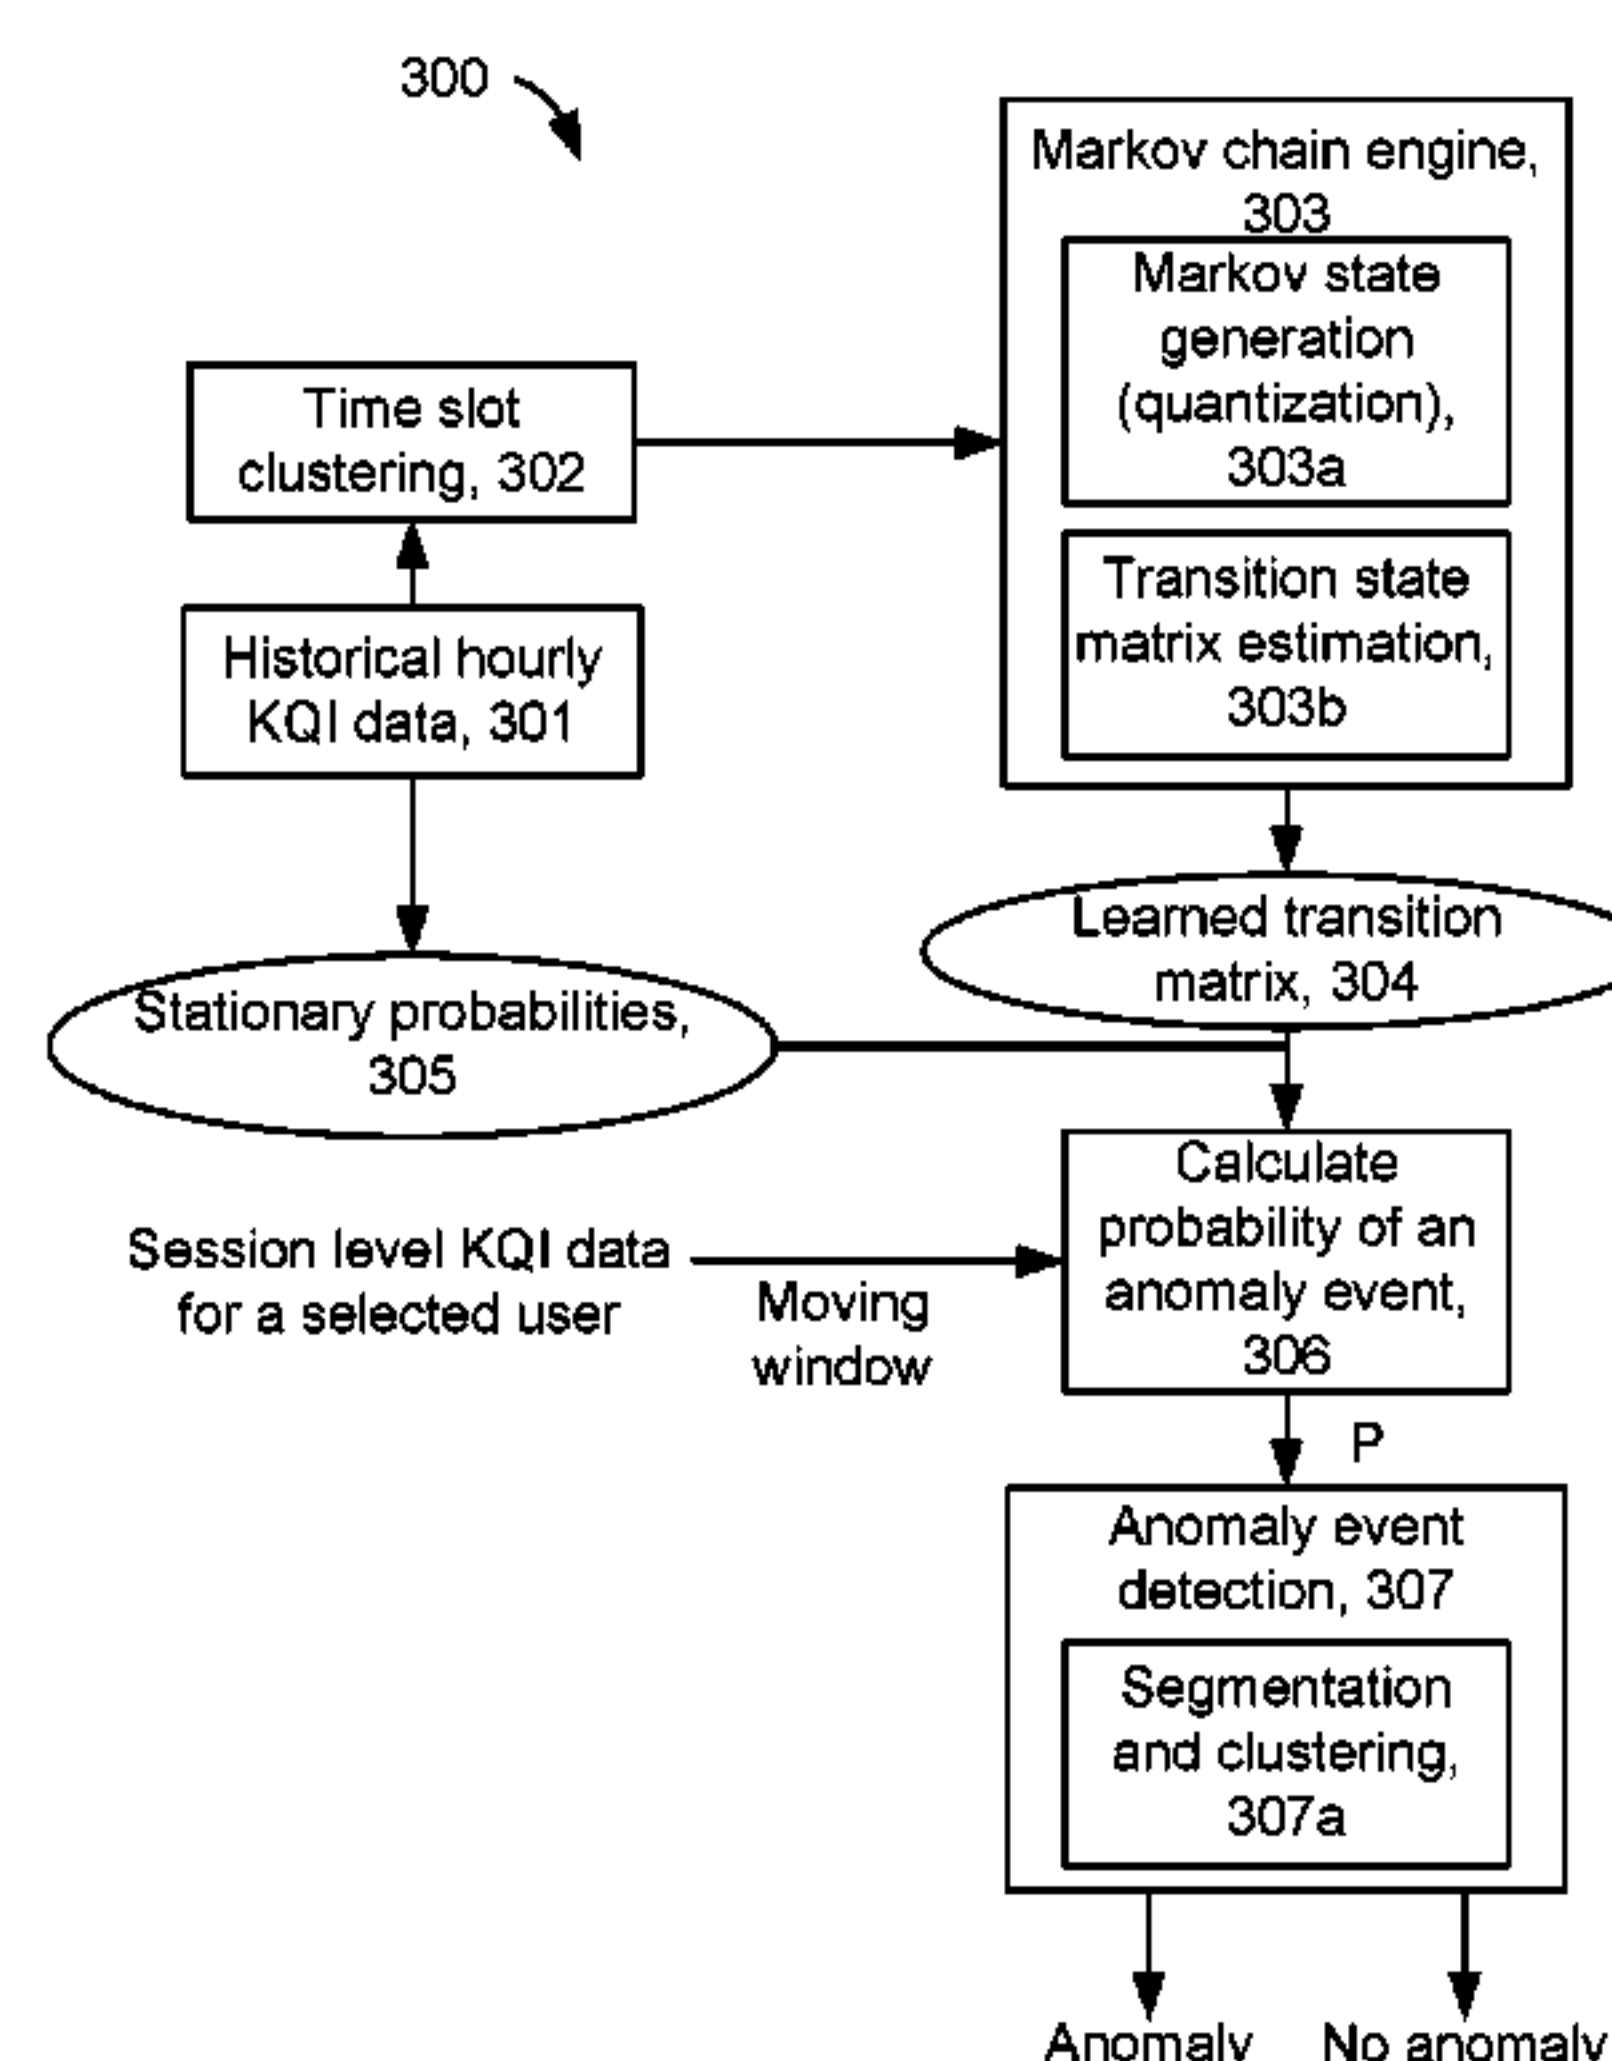 300
Markov chain engine,
303
Markov state
generation
(quantization),
303a
Transition state
matrix estimation,
303b
Time slot
clustering, 302
Historical hourly
KQI data, 301
Learned transition
matrix, 304
Stationary probabilities,
305
Calculate
probability of an
anomaly event,
306
Session level KQI data
for a selected user
Moving
window
P
Anomaly event
detection, 307
Segmentation
and clustering,
307a
Anomaly
No anomaly